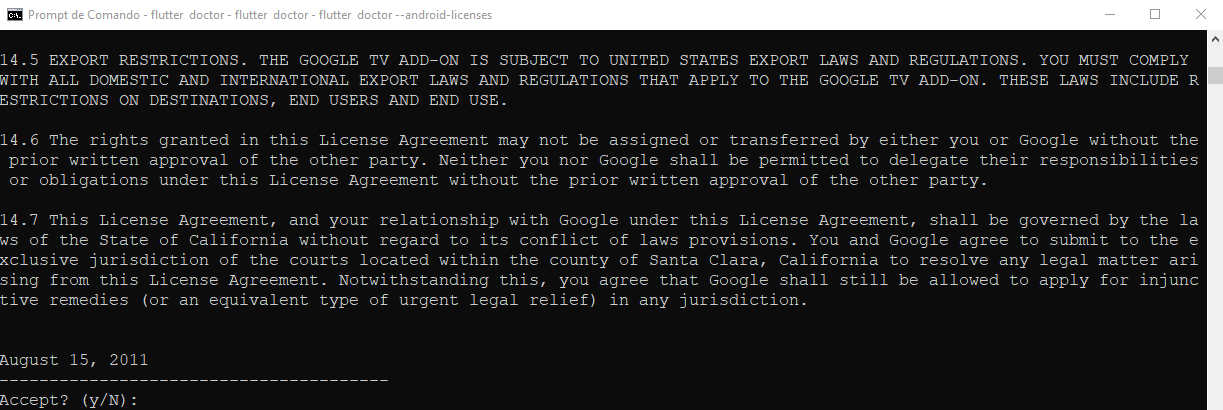 Prompt de Comando - flutter doctor - flutter doctor - flutter doctor --android-licenses
14.5 EXPORT RESTRICTIONS. THE GOOGLE TV ADD-ON IS SUBJECT TO UNITED STATES EXPORT LAWS AND REGULATIONS. YOU MUST COMPLY
WITH ALL DOMESTIC AND INTERNATIONAL EXPORT LAWS AND REGULATIONS THAT APPLY TO THE GOOGLE TV ADD-ON. THESE LAWS INCLUDE R
ESTRICTIONS ON DESTINATIONS, END USERS AND END USE.
14.6 The rights granted in this License Agreement may not be assigned or transferred by either you or Google without the
prior written approval of the other party. Neither you nor Google shall be permitted to delegate their responsibilities
or obligations under this License Agreement without the prior written approval of the other party.
14.7 This License Agreement, and your relationship with Google under this License Agreement, shall be governed by the la
ws of the State of California without regard to its conflict of laws provisions. You and Google agree to submit to the e
xclusive jurisdiction of the courts located within the county of Santa Clara, California to resolve any legal matter ari
sing from this License Agreement. Notwithstanding this, you agree that Google shall still be allowed to apply for injunc
tive remedies (or an equivalent type of urgent legal relief) in any jurisdiction.
August 15, 2011
---------------------------------------
Accept? (y/N):